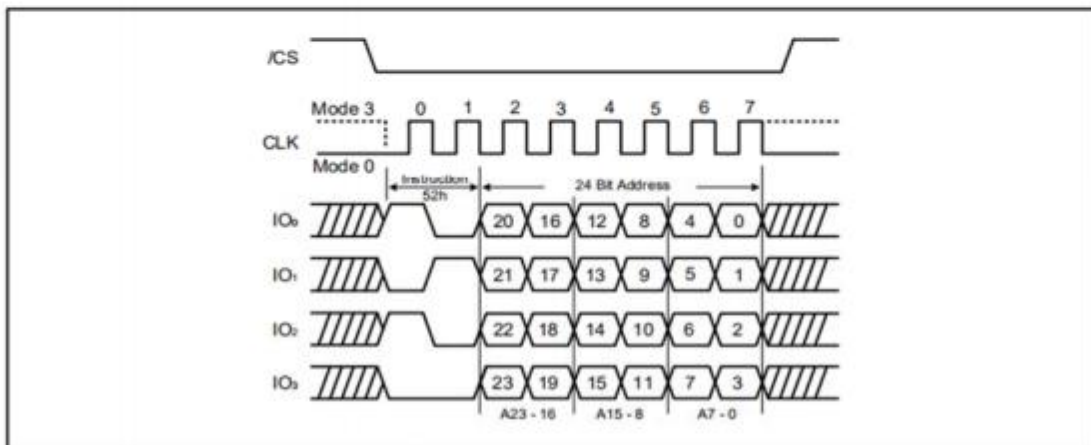 /CS
Mode 3 0 1 2 3 4 5 6 7
CLK
Mode 0
Instruction
52h
24 Bit Address
IO₀ 20 16 12 8 4 0
IO₁ 21 17 13 9 5 1
IO₂ 22 18 14 10 6 2
IO₃ 23 19 15 11 7 3
A23 - 16 A15 - 8 A7 - 0